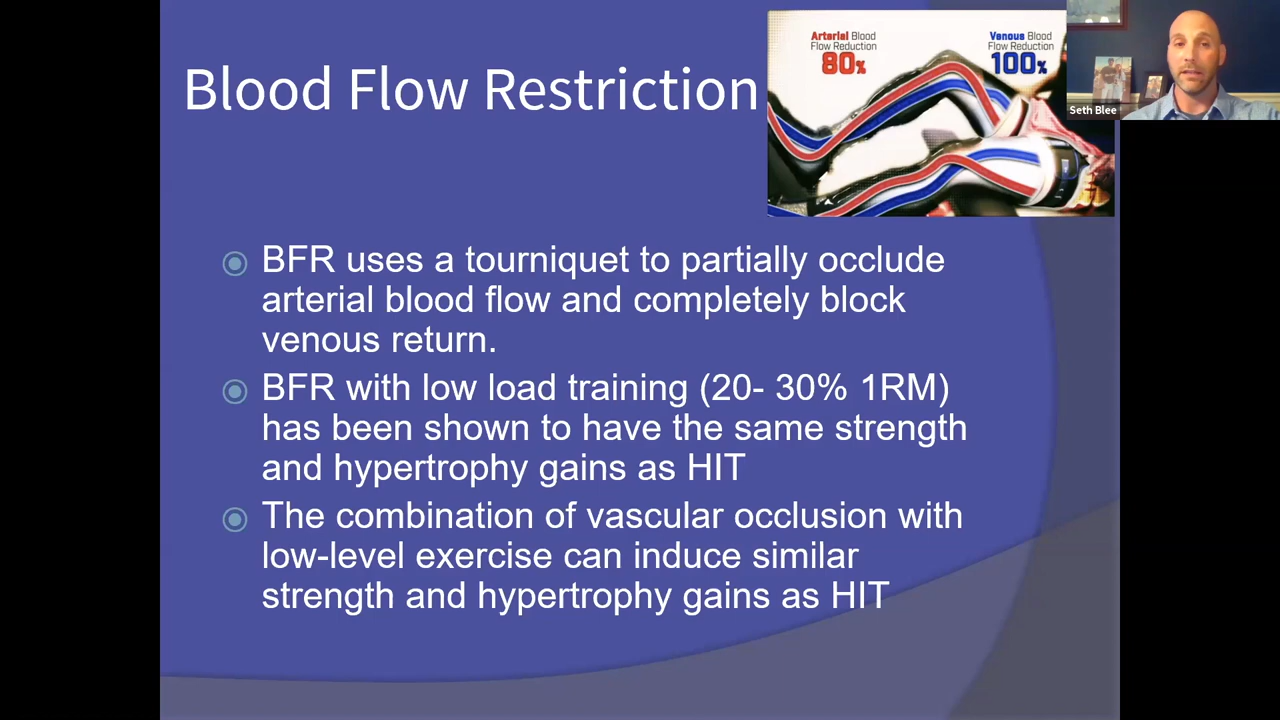 Blood Flow Restriction
Arterial Blood
Flow Reduction
80%
Venous Blood
Flow Reduction
100%
Seth Blee
BFR uses a tourniquet to partially occlude
arterial blood flow and completely block
venous return.
BFR with low load training (20- 30% 1RM)
has been shown to have the same strength
and hypertrophy gains as HIT
The combination of vascular occlusion with
low-level exercise can induce similar
strength and hypertrophy gains as HIT